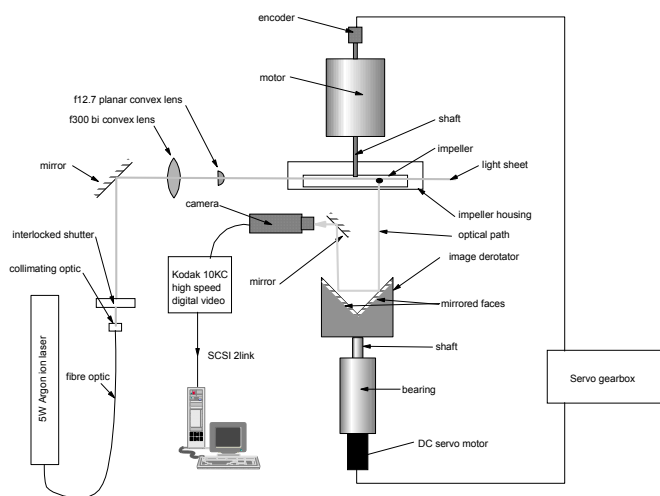 encoder
motor
f12.7 planar convex lens
f300 bi convex lens
shaft
impeller
mirror
light sheet
camera
impeller housing
optical path
interlocked shutter
collimating optic
Kodak 10KC
high speed
digital video
mirror
image derotator
mirrored faces
shaft
SCSI 2link
5W Argon ion laser
fibre optic
bearing
Servo gearbox
DC servo motor